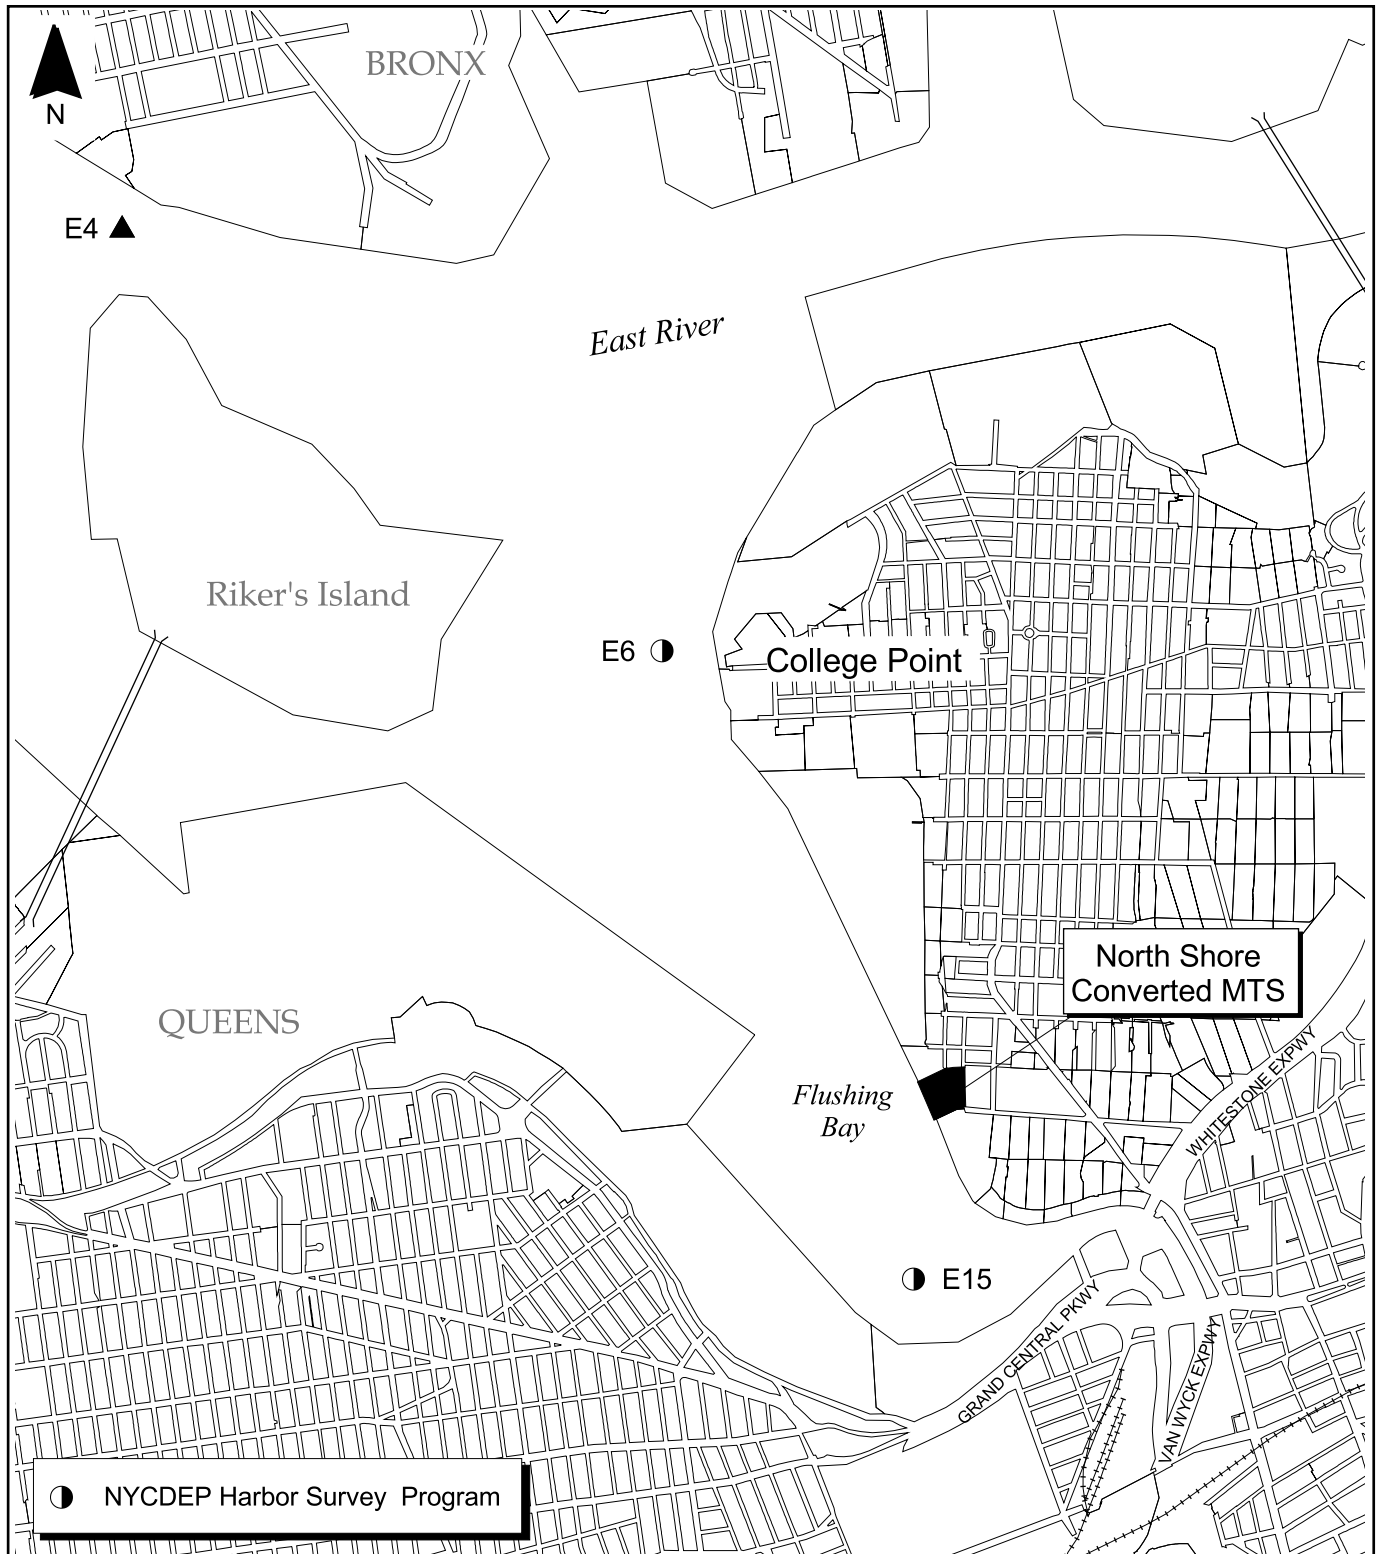 BRONX
N
E4
East River
Riker's Island
E6
College Point
North Shore
Converted MTS
QUEENS
Flushing
Bay
WHITESTONE EXPWY
E15
GRAND CENTRAL PKWY
VAN WYCK EXPWY
NYCDEP Harbor Survey Program